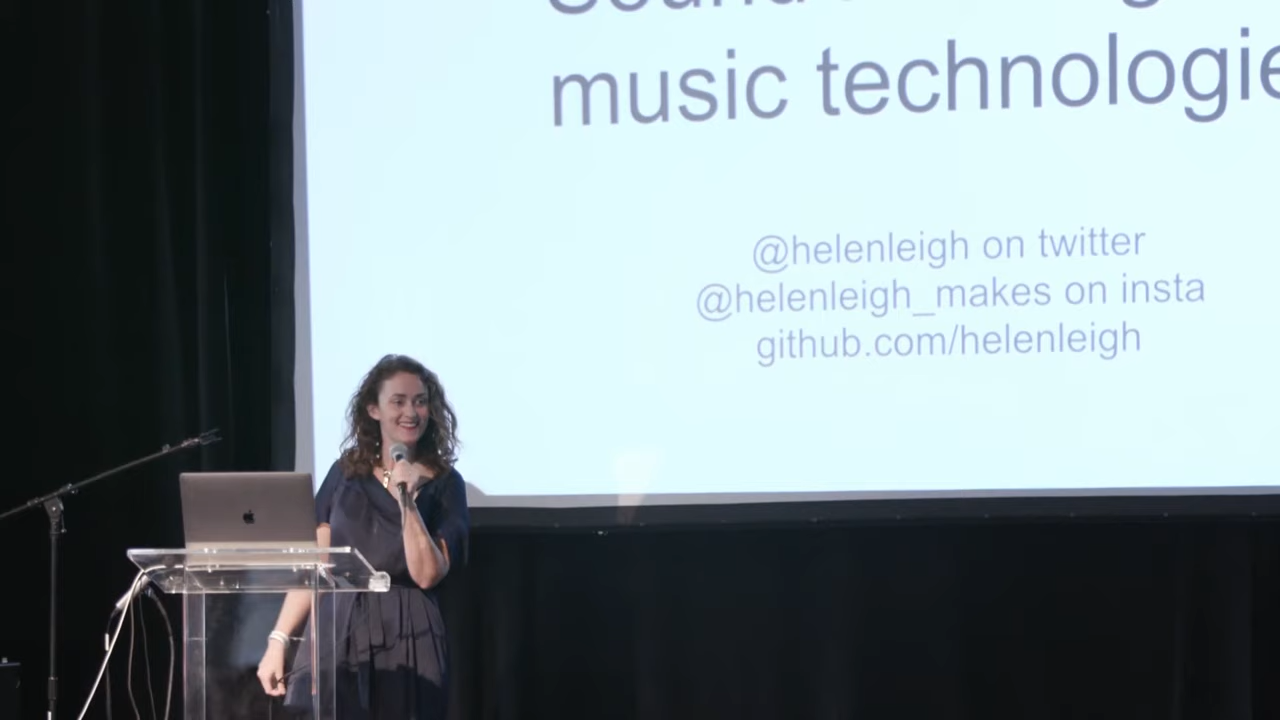 music technologie
@helenleigh on twitter
@helenleigh_makes on insta
github.com/helenleigh